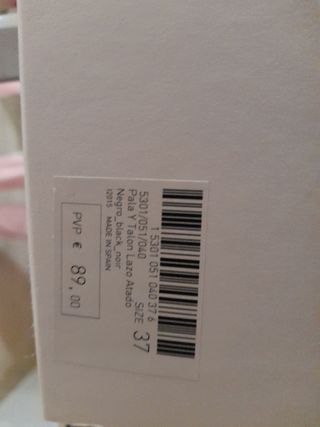 1 5301 051 040 37 6
5301/051/040 SIZE 37
Pala Y Talon Lazo Atado
Negro_black_noir
I2015 MADE IN SPAIN
PVP € 89,00